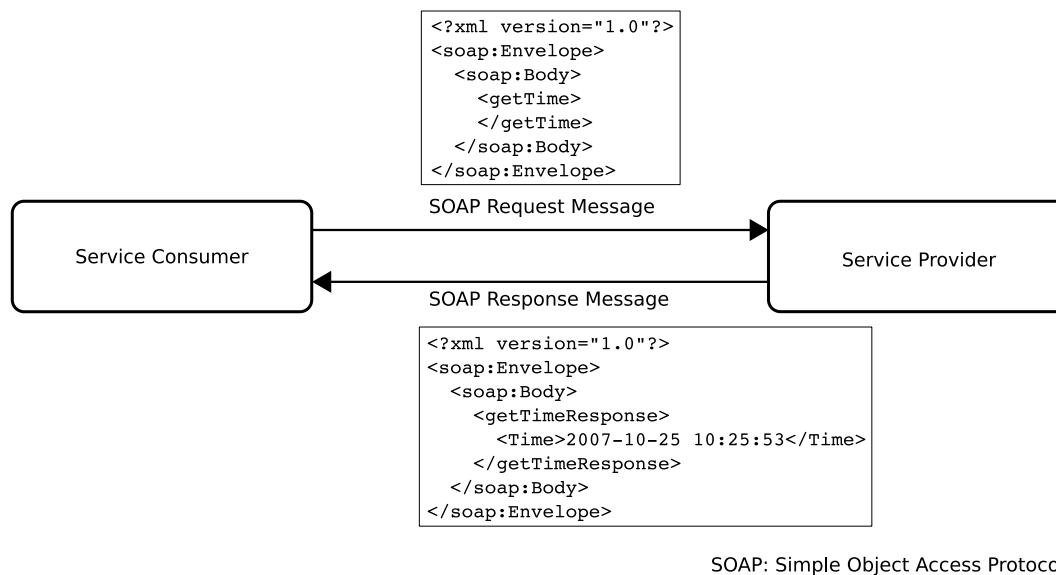 <?xml version="1.0"?>
<soap:Envelope>
  <soap:Body>
    <getTime>
    </getTime>
  </soap:Body>
</soap:Envelope>
SOAP Request Message
Service Consumer
Service Provider
SOAP Response Message
<?xml version="1.0"?>
<soap:Envelope>
  <soap:Body>
    <getTimeResponse>
      <Time>2007-10-25 10:25:53</Time>
    </getTimeResponse>
  </soap:Body>
</soap:Envelope>
SOAP: Simple Object Access Protoco